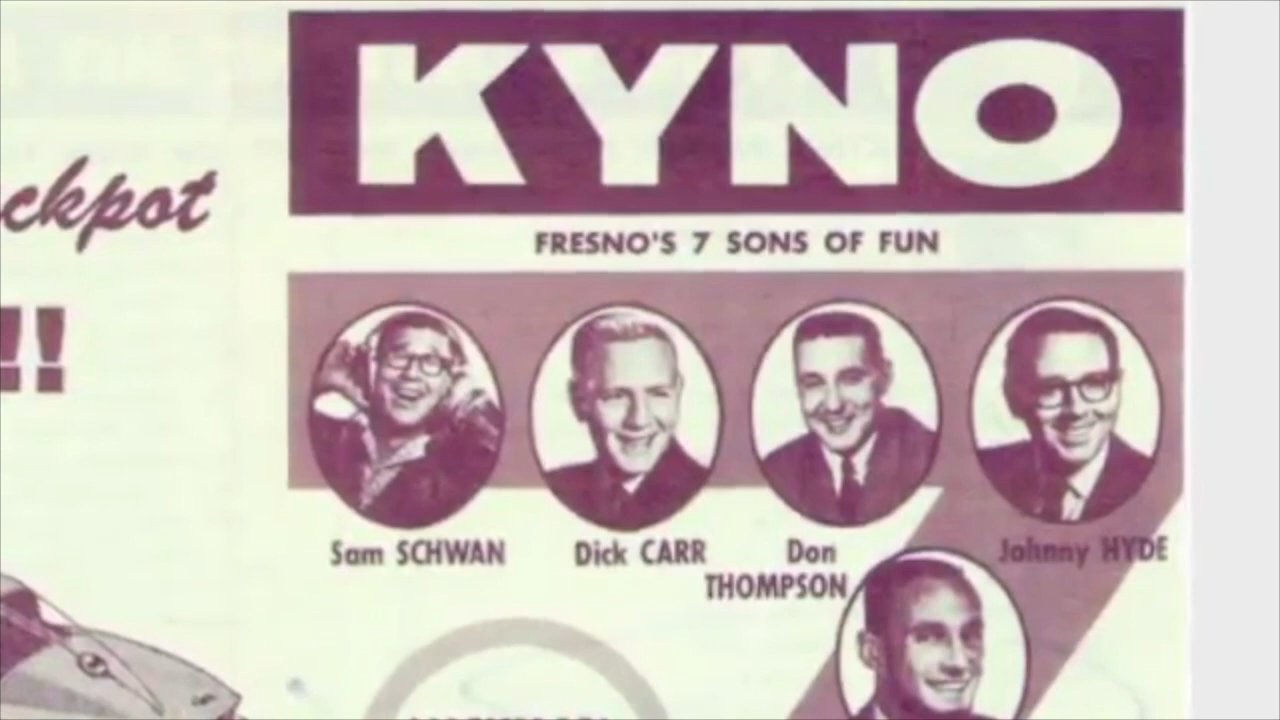 KYNO
FRESNO'S 7 SONS OF FUN
ckpot
!!
Sam SCHWAN
Dick CARR
Don
THOMPSON
Johnny HYDE